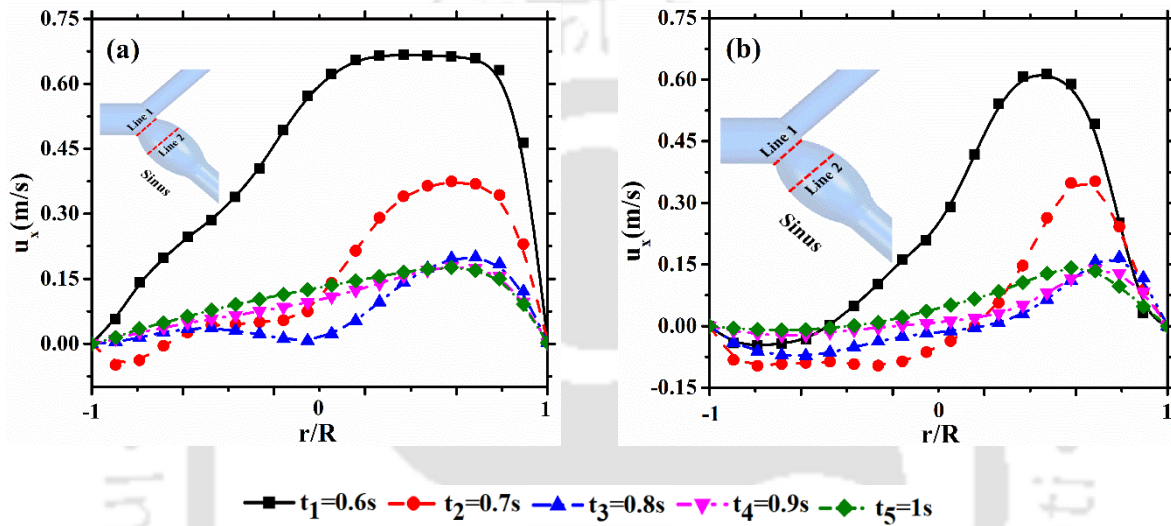 (a)
u_x(m/s)
0.75
0.60
0.45
0.30
0.15
0.00
-1
0
1
r/R
Line 1
Line 2
Sinus
(b)
u_x(m/s)
0.75
0.60
0.45
0.30
0.15
0.00
-0.15
-1
0
1
r/R
Line 1
Line 2
Sinus
t₁=0.6s t₂=0.7s t₃=0.8s t₄=0.9s t₅=1s